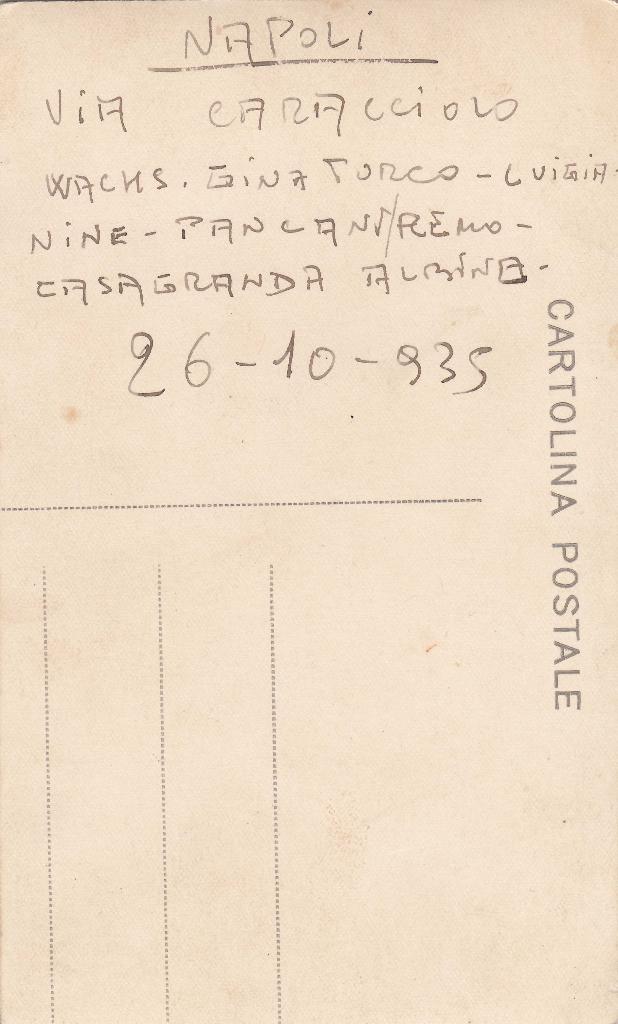 NAPOLI
VIA CARACCIOLO
WACHS. GINA TURCO - LUIGIA -
NINE - PANCANI/REMO -
CASAGRANDA ALBINA -
26-10-935
CARTOLINA POSTALE